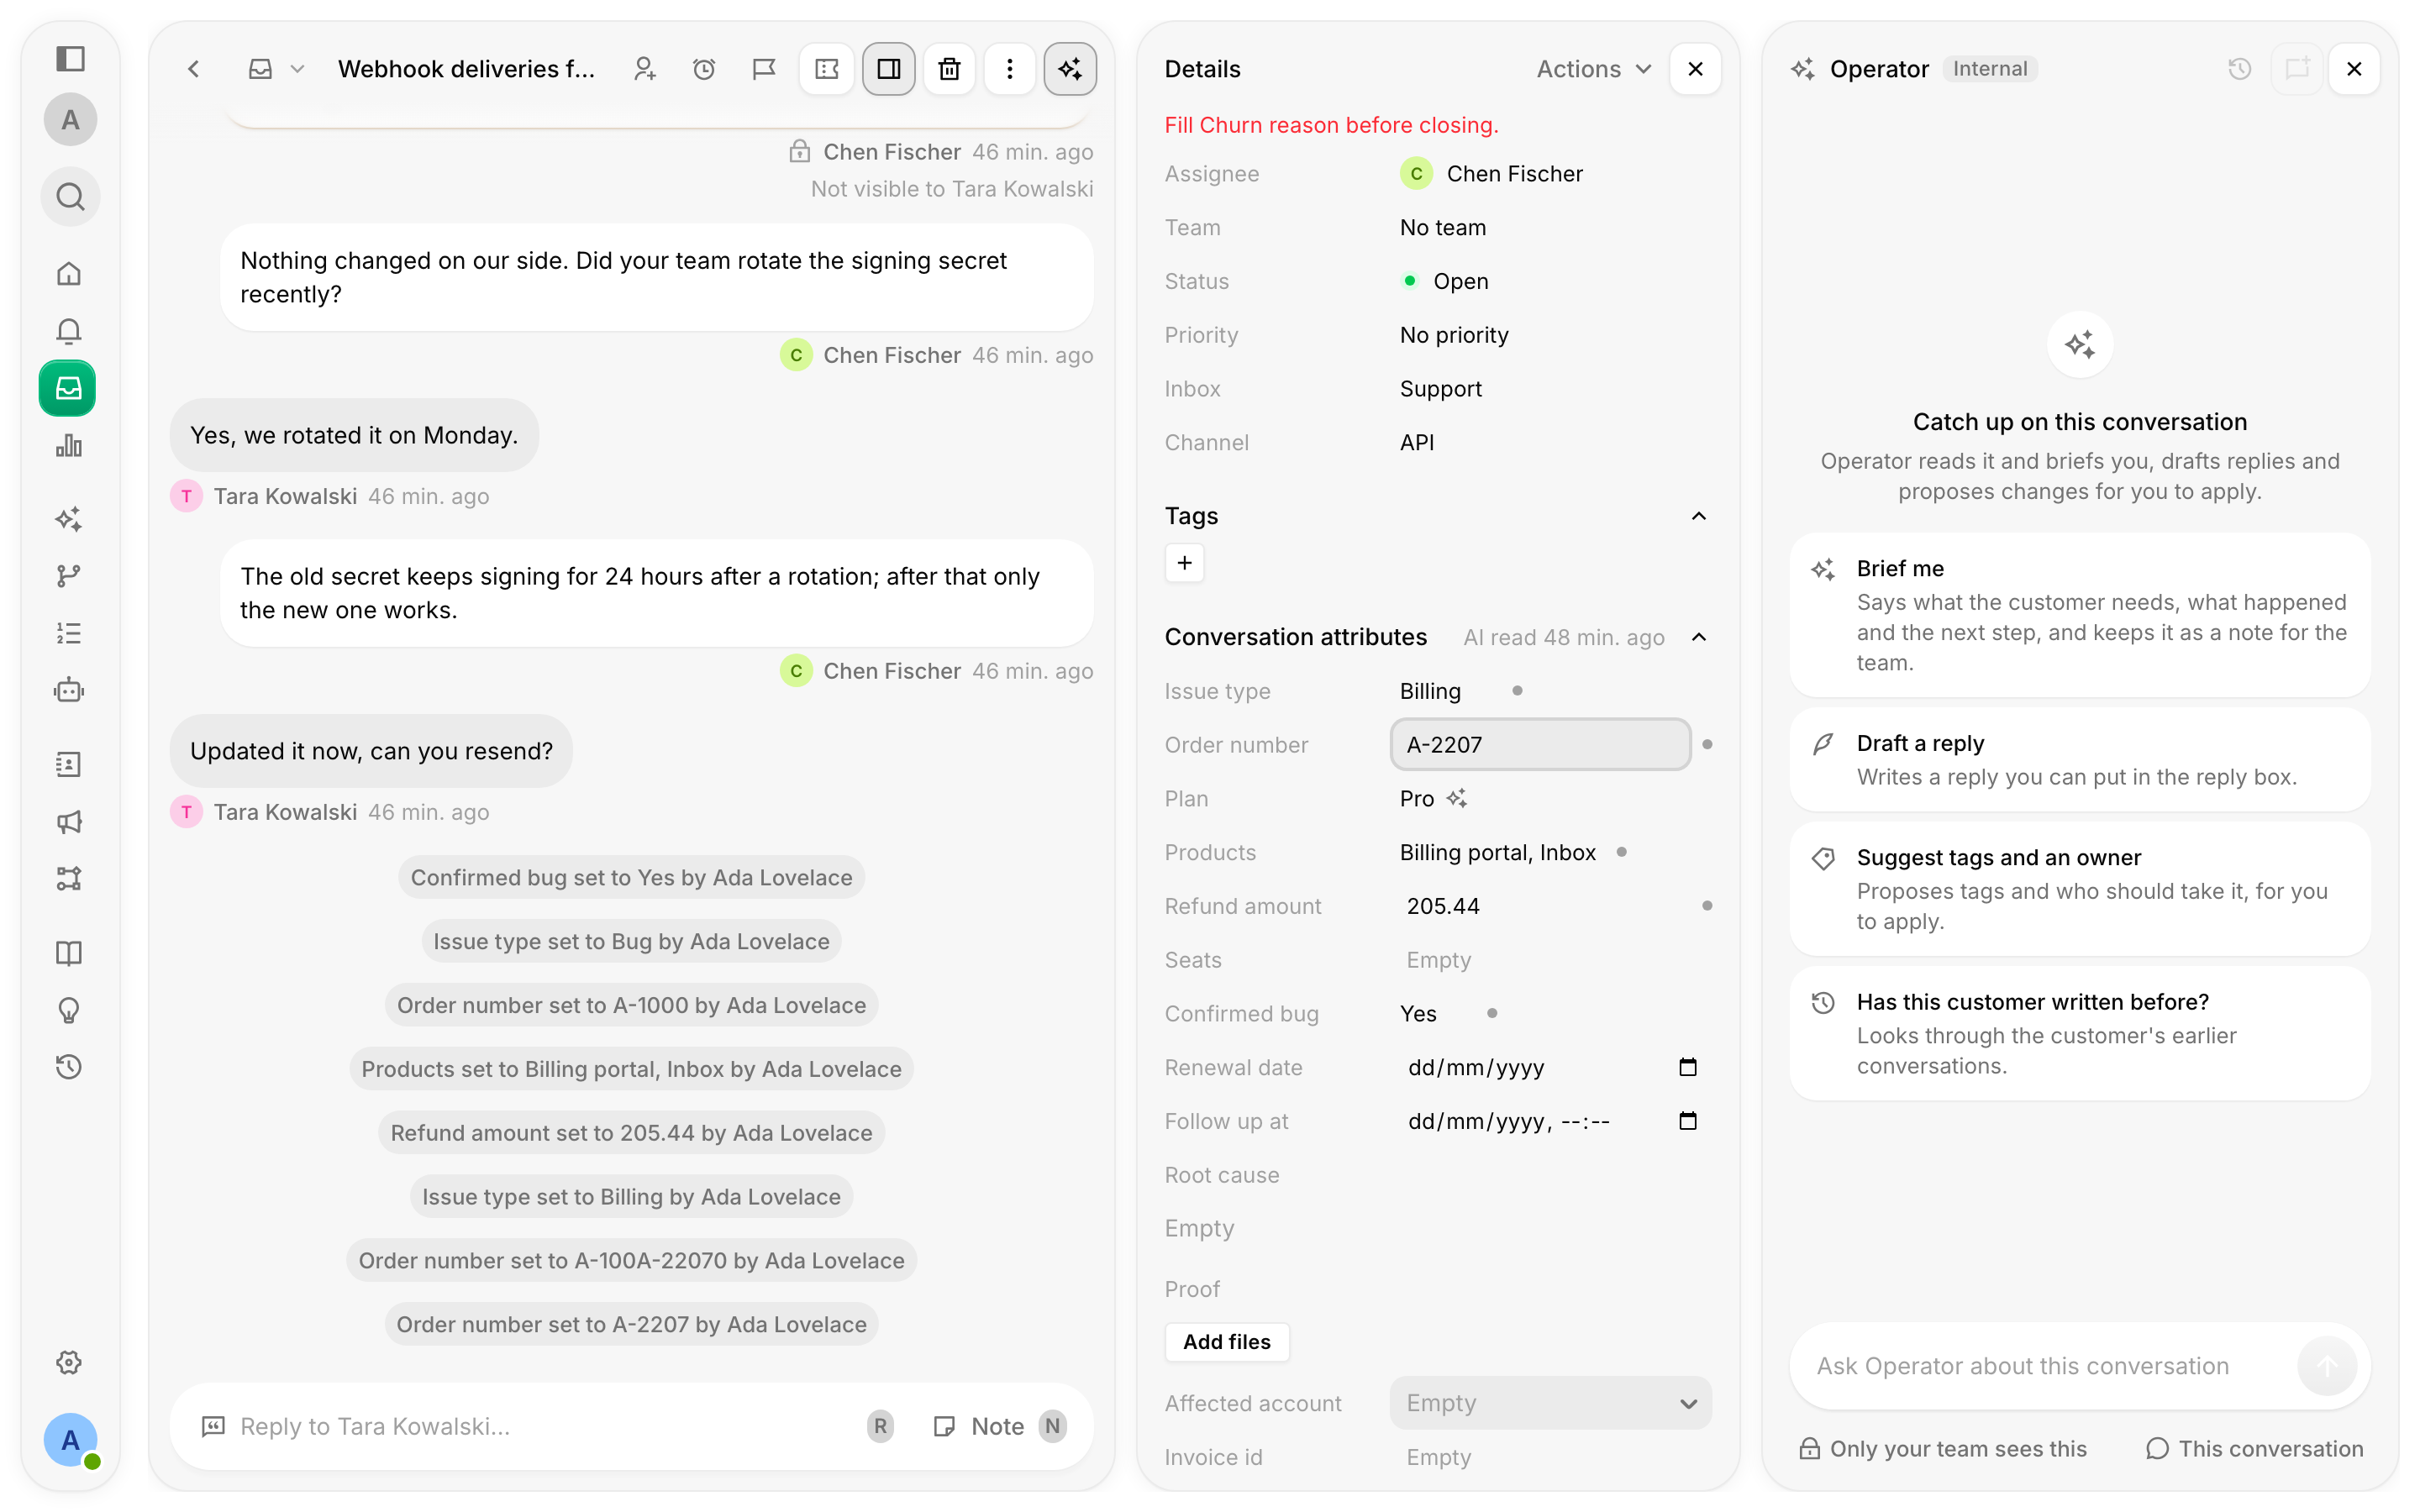 A
Webhook deliveries f...
Chen Fischer 46 min. ago
Not visible to Tara Kowalski
Nothing changed on our side. Did your team rotate the signing secret
recently?
C Chen Fischer 46 min. ago
Yes, we rotated it on Monday.
T Tara Kowalski 46 min. ago
The old secret keeps signing for 24 hours after a rotation; after that only
the new one works.
C Chen Fischer 46 min. ago
Updated it now, can you resend?
T Tara Kowalski 46 min. ago
Confirmed bug set to Yes by Ada Lovelace
Issue type set to Bug by Ada Lovelace
Order number set to A-1000 by Ada Lovelace
Products set to Billing portal, Inbox by Ada Lovelace
Refund amount set to 205.44 by Ada Lovelace
Issue type set to Billing by Ada Lovelace
Order number set to A-100A-22070 by Ada Lovelace
Order number set to A-2207 by Ada Lovelace
Reply to Tara Kowalski... R Note N
A
Details Actions
Fill Churn reason before closing.
Assignee C Chen Fischer
Team No team
Status Open
Priority No priority
Inbox Support
Channel API
Tags
Conversation attributes AI read 48 min. ago
Issue type Billing
Order number A-2207
Plan Pro
Products Billing portal, Inbox
Refund amount 205.44
Seats Empty
Confirmed bug Yes
Renewal date dd/mm/yyyy
Follow up at dd/mm/yyyy, --:--
Root cause
Empty
Proof
Add files
Affected account Empty
Invoice id Empty
Operator Internal
Catch up on this conversation
Operator reads it and briefs you, drafts replies and
proposes changes for you to apply.
Brief me
Says what the customer needs, what happened
and the next step, and keeps it as a note for the
team.
Draft a reply
Writes a reply you can put in the reply box.
Suggest tags and an owner
Proposes tags and who should take it, for you
to apply.
Has this customer written before?
Looks through the customer's earlier
conversations.
Ask Operator about this conversation
Only your team sees this This conversation